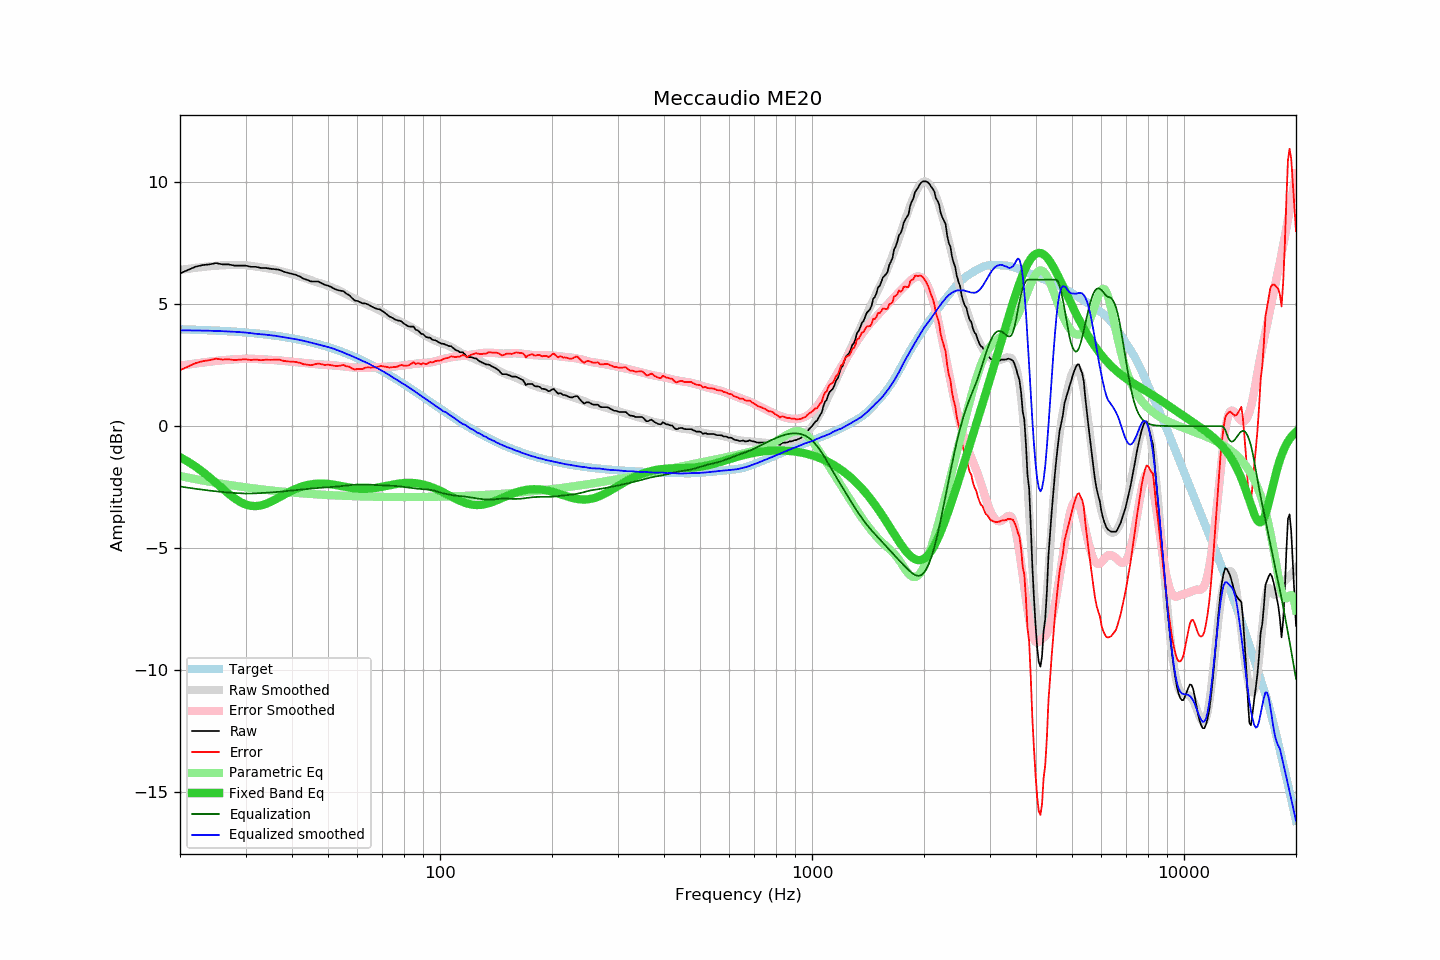 Meccaudio ME20
Amplitude (dBr)
10
5
0
−5
−10
−15
Target
Raw Smoothed
Error Smoothed
Raw
Error
Parametric Eq
Fixed Band Eq
Equalization
Equalized smoothed
100 1000 10000
Frequency (Hz)